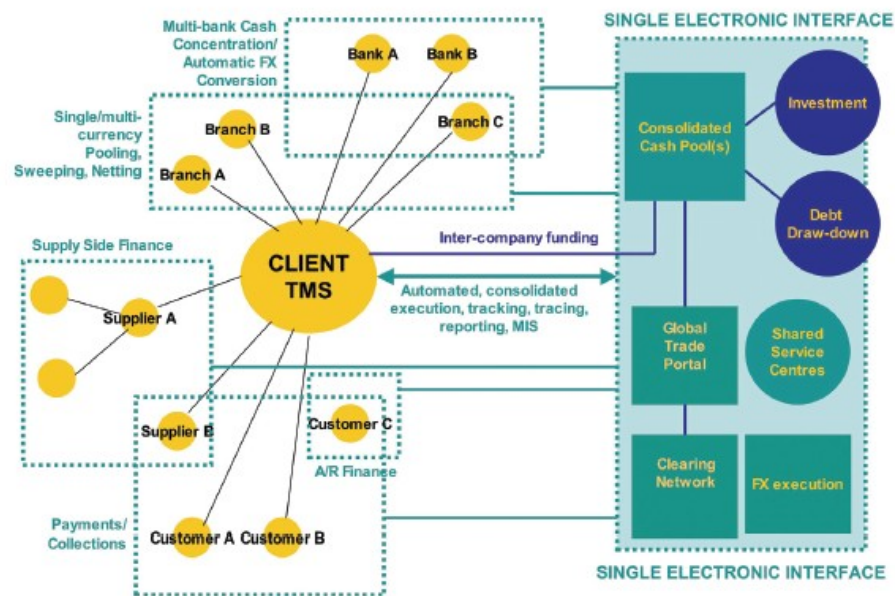 SINGLE ELECTRONIC INTERFACE
Multi-bank Cash
Concentration/
Automatic FX
Conversion
Bank A
Bank B
Single/multi-
currency
Pooling,
Sweeping, Netting
Branch B
Branch C
Branch A
Consolidated
Cash Pool(s)
Investment
Debt
Draw-down
Inter-company funding
Supply Side Finance
CLIENT
TMS
Automated, consolidated
execution, tracking, tracing,
reporting, MIS
Supplier A
Global
Trade
Portal
Shared
Service
Centres
Supplier B
Customer C
A/R Finance
Clearing
Network
FX execution
Payments/
Collections
Customer A
Customer B
SINGLE ELECTRONIC INTERFACE